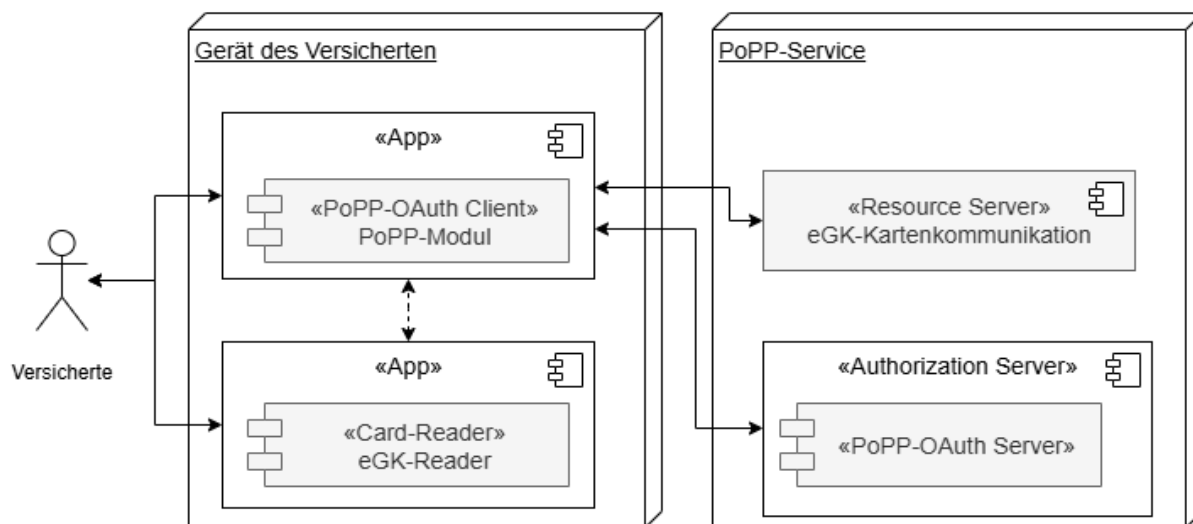 Gerät des Versicherten
PoPP-Service
«App»
«PoPP-OAuth Client»
PoPP-Modul
«Resource Server»
eGK-Kartenkommunikation
Versicherte
«App»
«Card-Reader»
eGK-Reader
«Authorization Server»
«PoPP-OAuth Server»